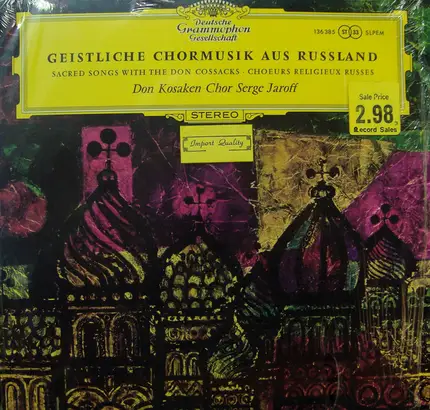 Deutsche
Grammophon
Gesellschaft
136 385 ST 33 SLPEM
GEISTLICHE CHORMUSIK AUS RUSSLAND
SACRED SONGS WITH THE DON COSSACKS · CHOEURS RELIGIEUX RUSSES
Don Kosaken Chor Serge Jaroff
STEREO
Import Quality
Sale Price
2.98
Record Sales